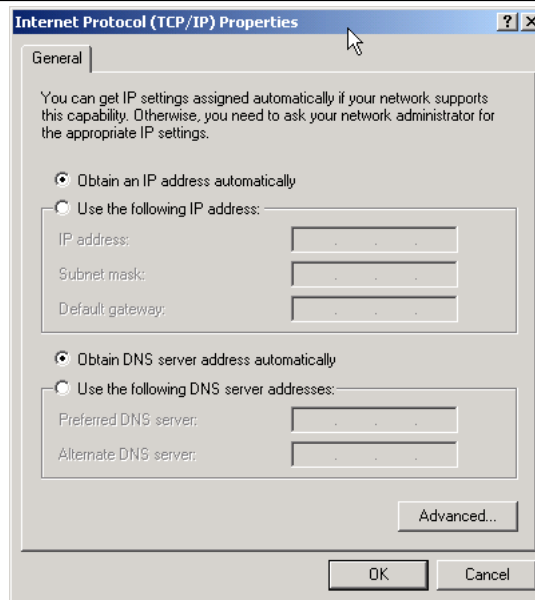 Internet Protocol (TCP/IP) Properties
General
You can get IP settings assigned automatically if your network supports
this capability. Otherwise, you need to ask your network administrator for
the appropriate IP settings.
Obtain an IP address automatically
Use the following IP address:
IP address:
Subnet mask:
Default gateway:
Obtain DNS server address automatically
Use the following DNS server addresses:
Preferred DNS server:
Alternate DNS server:
Advanced...
OK Cancel